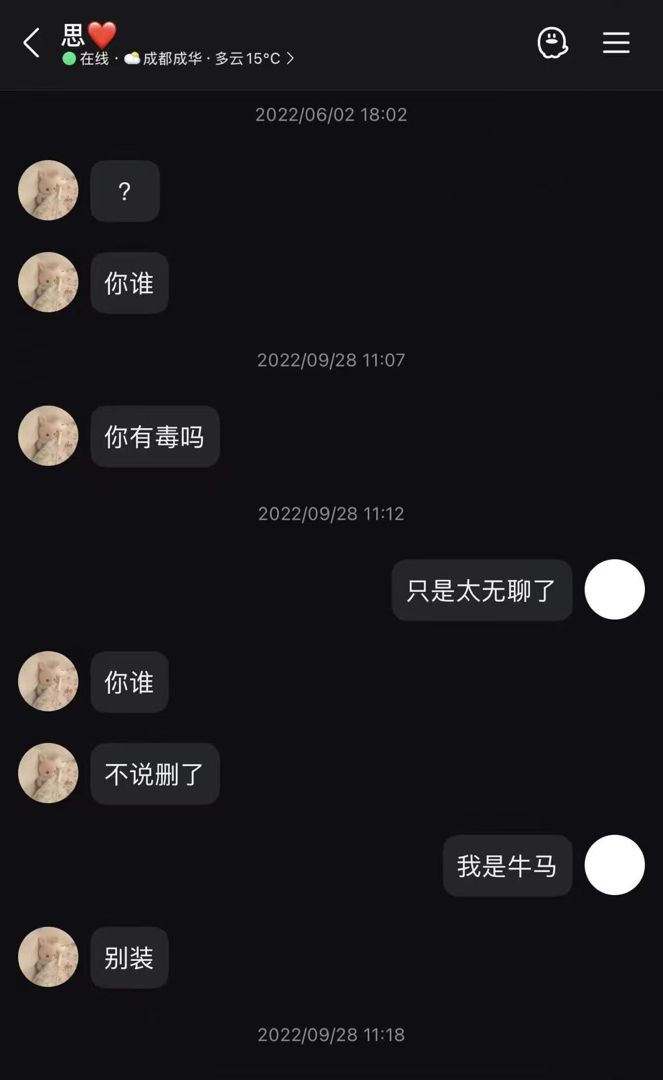 思❤️
在线 · 成都成华 · 多云 15°C
2022/06/02 18:02
？
你谁
2022/09/28 11:07
你有毒吗
2022/09/28 11:12
只是太无聊了
你谁
不说删了
我是牛马
别装
2022/09/28 11:18